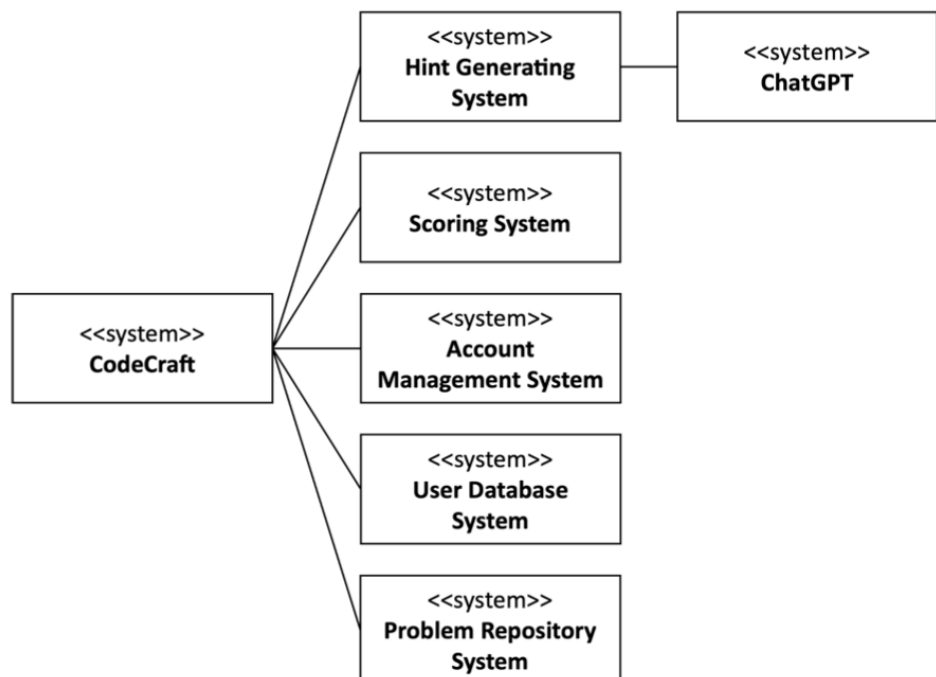 <<system>>
Hint Generating
System
<<system>>
ChatGPT
<<system>>
Scoring System
<<system>>
CodeCraft
<<system>>
Account
Management System
<<system>>
User Database
System
<<system>>
Problem Repository
System